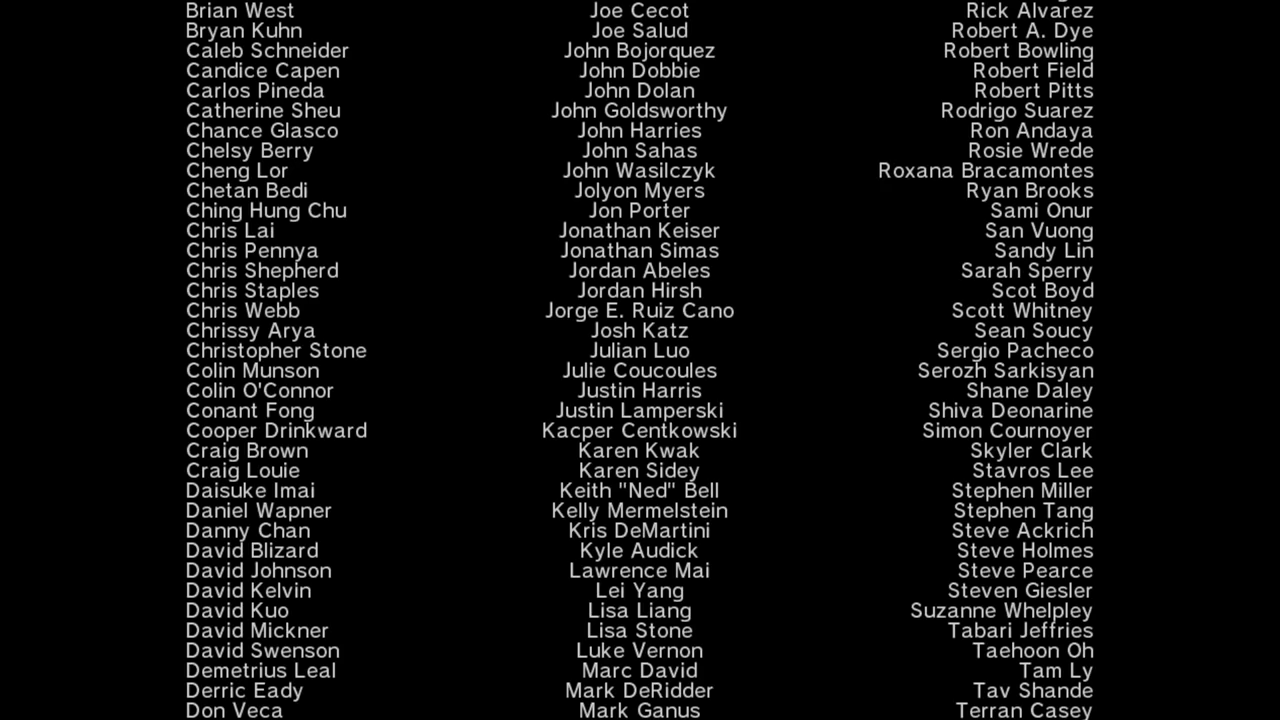 Brian West
Bryan Kuhn
Caleb Schneider
Candice Capen
Carlos Pineda
Catherine Sheu
Chance Glasco
Chelsy Berry
Cheng Lor
Chetan Bedi
Ching Hung Chu
Chris Lai
Chris Pennya
Chris Shepherd
Chris Staples
Chris Webb
Chrissy Arya
Christopher Stone
Colin Munson
Colin O'Connor
Conant Fong
Cooper Drinkward
Craig Brown
Craig Louie
Daisuke Imai
Daniel Wapner
Danny Chan
David Blizard
David Johnson
David Kelvin
David Kuo
David Mickner
David Swenson
Demetrius Leal
Derric Eady
Don Veca
Joe Cecot
Joe Salud
John Bojorquez
John Dobbie
John Dolan
John Goldsworthy
John Harries
John Sahas
John Wasilczyk
Jolyon Myers
Jon Porter
Jonathan Keiser
Jonathan Simas
Jordan Abeles
Jordan Hirsh
Jorge E. Ruiz Cano
Josh Katz
Julian Luo
Julie Coucoules
Justin Harris
Justin Lamperski
Kacper Centkowski
Karen Kwak
Karen Sidey
Keith "Ned" Bell
Kelly Mermelstein
Kris DeMartini
Kyle Audick
Lawrence Mai
Lei Yang
Lisa Liang
Lisa Stone
Luke Vernon
Marc David
Mark DeRidder
Mark Ganus
Rick Alvarez
Robert A. Dye
Robert Bowling
Robert Field
Robert Pitts
Rodrigo Suarez
Ron Andaya
Rosie Wrede
Roxana Bracamontes
Ryan Brooks
Sami Onur
San Vuong
Sandy Lin
Sarah Sperry
Scot Boyd
Scott Whitney
Sean Soucy
Sergio Pacheco
Serozh Sarkisyan
Shane Daley
Shiva Deonarine
Simon Cournoyer
Skyler Clark
Stavros Lee
Stephen Miller
Stephen Tang
Steve Ackrich
Steve Holmes
Steve Pearce
Steven Giesler
Suzanne Whelpley
Tabari Jeffries
Taehoon Oh
Tam Ly
Tav Shande
Terran Casey